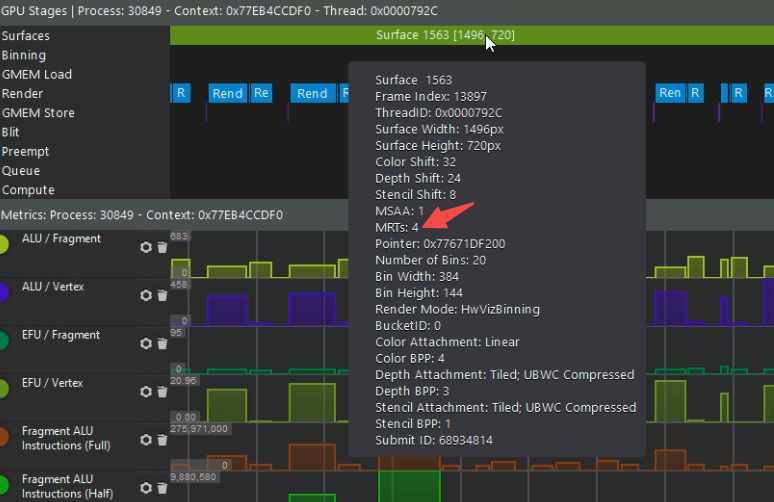 GPU Stages | Process: 30849 - Context: 0x77EB4CCDF0 - Thread: 0x0000792C
Surfaces
Surface 1563 [1496, 720]
Binning
GMEM Load
Render
R
Rend
Re
Rend
R
Ren
R
R
R
GMEM Store
Blit
Preempt
Queue
Compute
Surface 1563
Frame Index: 13897
ThreadID: 0x0000792C
Surface Width: 1496px
Surface Height: 720px
Color Shift: 32
Depth Shift: 24
Stencil Shift: 8
MSAA: 1
MRTs: 4
Pointer: 0x77671DF200
Number of Bins: 20
Bin Width: 384
Bin Height: 144
Render Mode: HwVizBinning
BucketID: 0
Color Attachment: Linear
Color BPP: 4
Depth Attachment: Tiled; UBWC Compressed
Depth BPP: 3
Stencil Attachment: Tiled; UBWC Compressed
Stencil BPP: 1
Submit ID: 68934814
Metrics: Process: 30849 - Context: 0x77EB4CCDF0
ALU / Fragment
683
0
ALU / Vertex
458
0
EFU / Fragment
95
0
EFU / Vertex
20.96
0.00
Fragment ALU
Instructions (Full)
275,971,000
0
Fragment ALU
Instructions (Half)
9,880,580